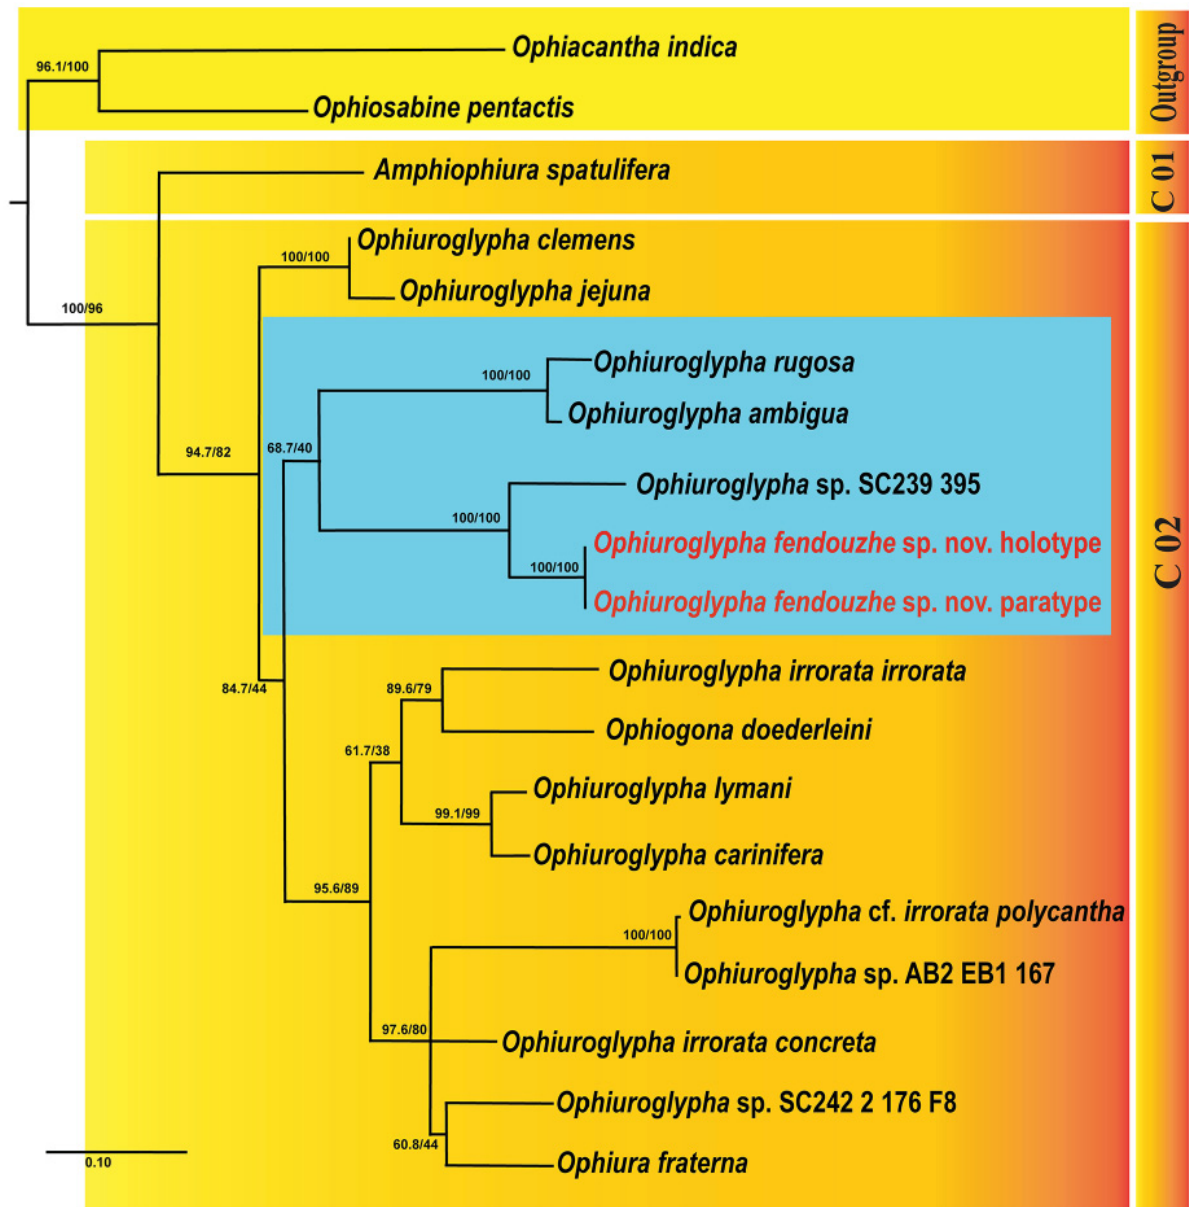 Outgroup
96.1/100
Ophiacantha indica
Ophiosabine pentactis
C 01
Amphiophiura spatulifera
C 02
Ophiuroglypha clemens
100/100
Ophiuroglypha jejuna
100/96
Ophiuroglypha rugosa
100/100
Ophiuroglypha ambigua
94.7/82
68.7/40
Ophiuroglypha sp. SC239 395
100/100
Ophiuroglypha fendouzhe sp. nov. holotype
100/100
Ophiuroglypha fendouzhe sp. nov. paratype
84.7/44
89.6/79
Ophiuroglypha irrorata irrorata
Ophiogona doederleini
61.7/38
Ophiuroglypha lymani
99.1/99
Ophiuroglypha carinifera
95.6/89
Ophiuroglypha cf. irrorata polycantha
100/100
Ophiuroglypha sp. AB2 EB1 167
97.6/80
Ophiuroglypha irrorata concreta
Ophiuroglypha sp. SC242 2 176 F8
60.8/44
Ophiura fraterna
0.10